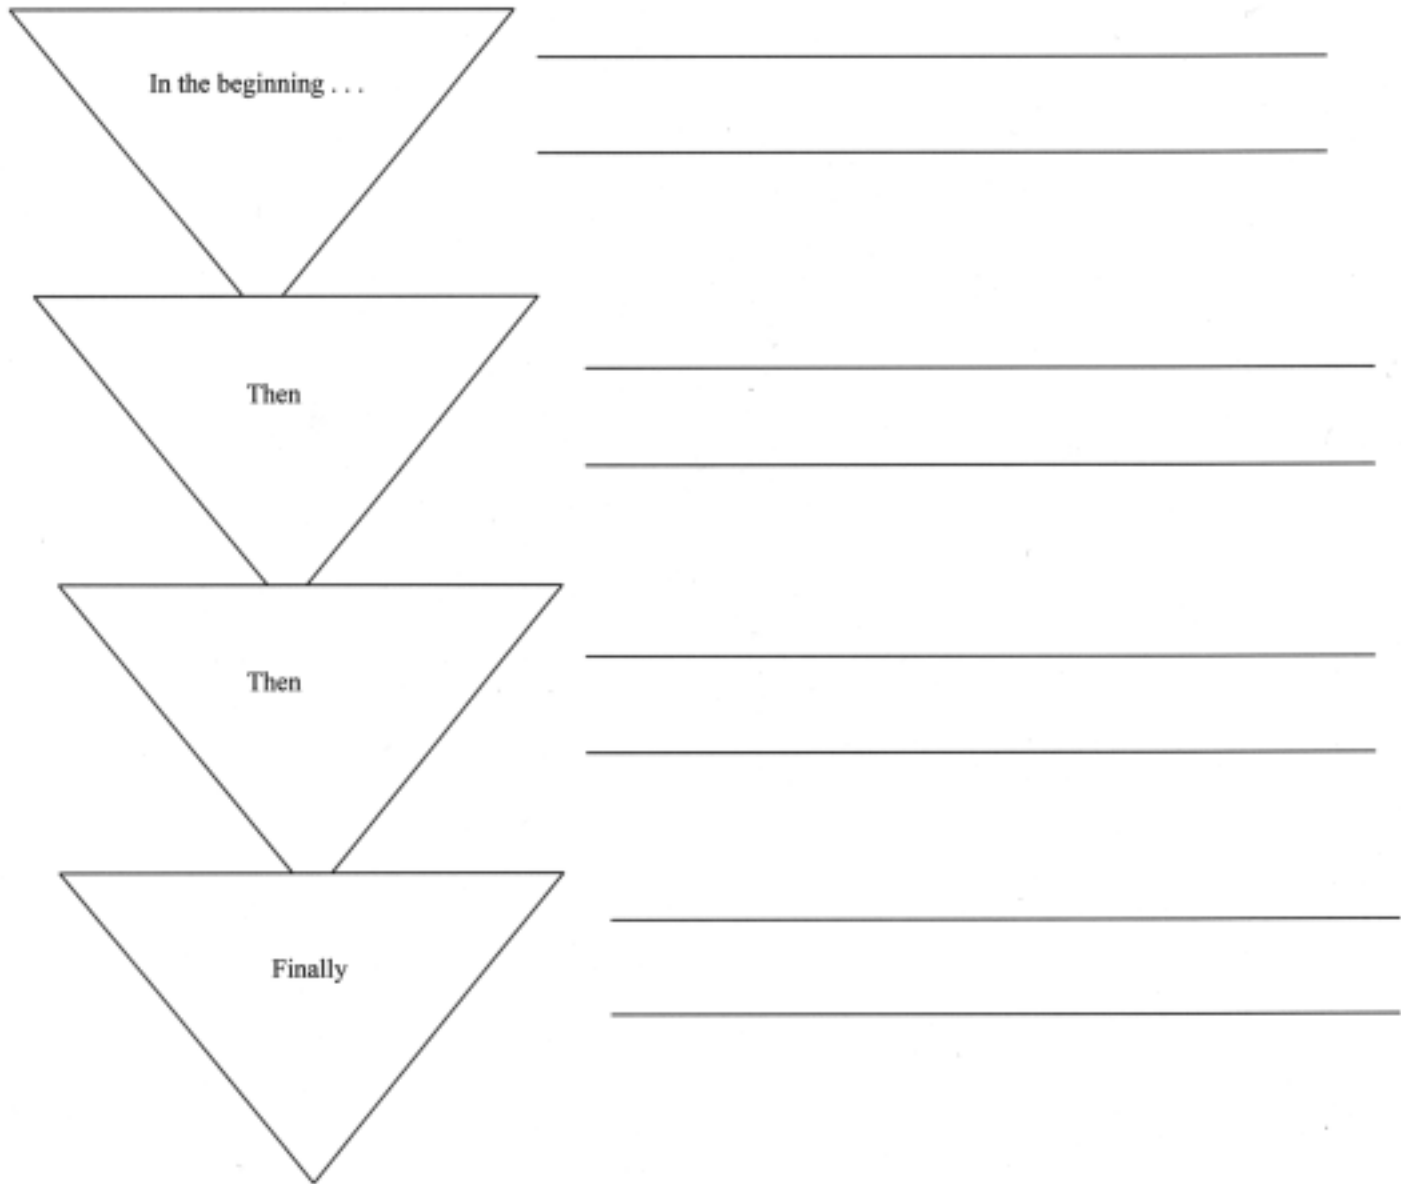 In the beginning . . .
Then
Then
Finally